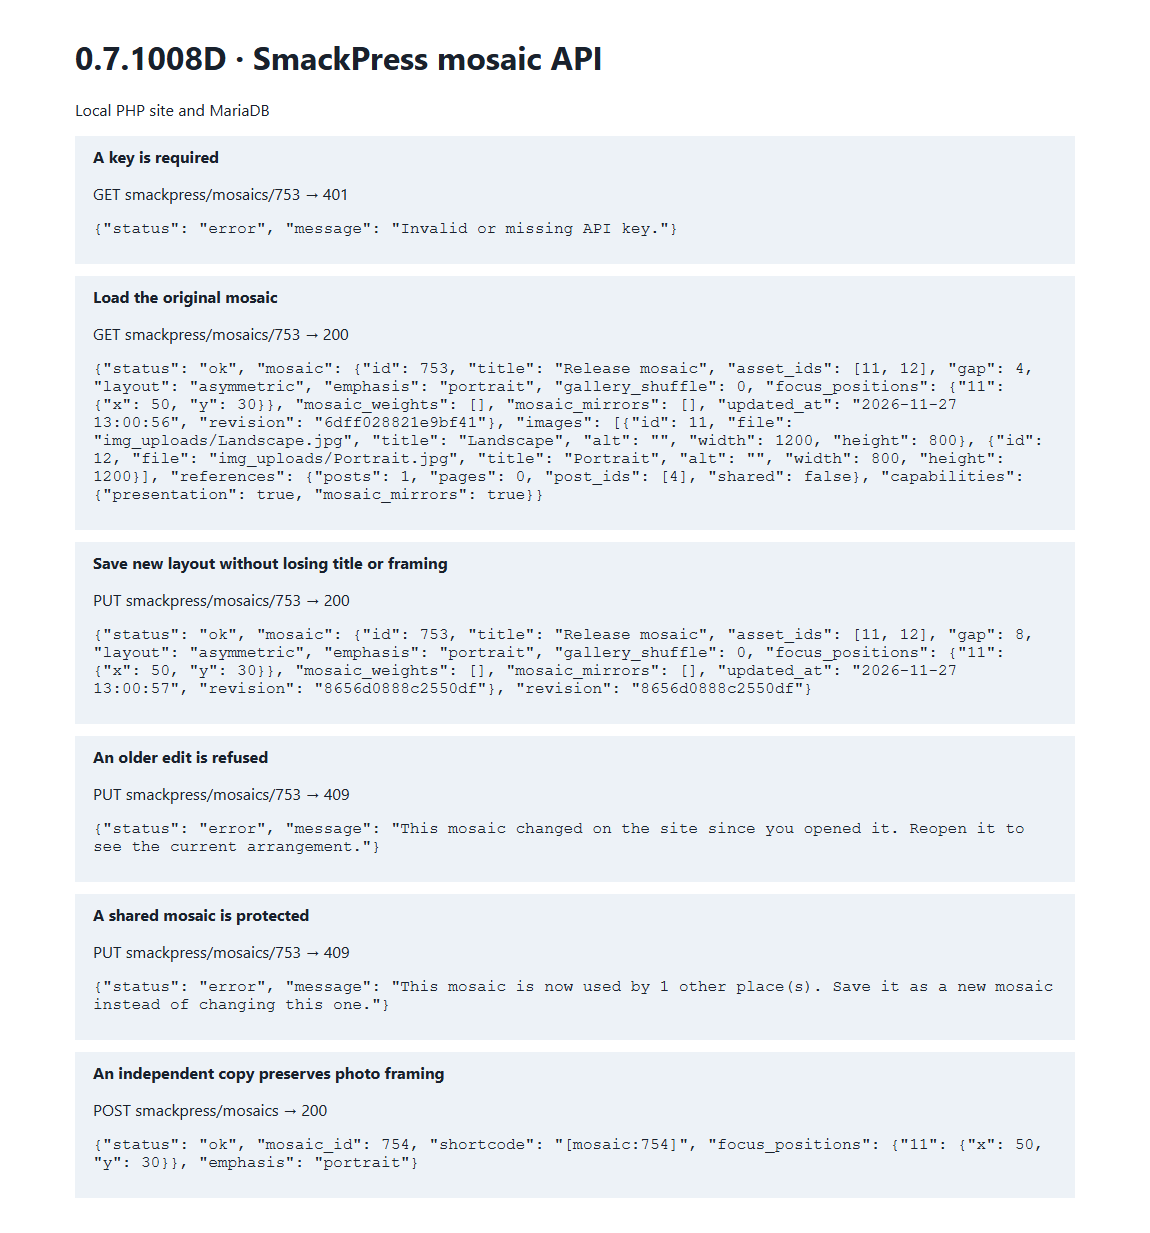 0.7.1008D · SmackPress mosaic API
Local PHP site and MariaDB
A key is required
GET smackpress/mosaics/753 → 401
{"status": "error", "message": "Invalid or missing API key."}
Load the original mosaic
GET smackpress/mosaics/753 → 200
{"status": "ok", "mosaic": {"id": 753, "title": "Release mosaic", "asset_ids": [11, 12], "gap": 4,
"layout": "asymmetric", "emphasis": "portrait", "gallery_shuffle": 0, "focus_positions": {"11":
{"x": 50, "y": 30}}, "mosaic_weights": [], "mosaic_mirrors": [], "updated_at": "2026-11-27
13:00:56", "revision": "6dff028821e9bf41"}, "images": [{"id": 11, "file":
"img_uploads/Landscape.jpg", "title": "Landscape", "alt": "", "width": 1200, "height": 800}, {"id":
12, "file": "img_uploads/Portrait.jpg", "title": "Portrait", "alt": "", "width": 800, "height":
1200}], "references": {"posts": 1, "pages": 0, "post_ids": [4], "shared": false}, "capabilities":
{"presentation": true, "mosaic_mirrors": true}}
Save new layout without losing title or framing
PUT smackpress/mosaics/753 → 200
{"status": "ok", "mosaic": {"id": 753, "title": "Release mosaic", "asset_ids": [11, 12], "gap": 8,
"layout": "asymmetric", "emphasis": "portrait", "gallery_shuffle": 0, "focus_positions": {"11":
{"x": 50, "y": 30}}, "mosaic_weights": [], "mosaic_mirrors": [], "updated_at": "2026-11-27
13:00:57", "revision": "8656d0888c2550df"}, "revision": "8656d0888c2550df"}
An older edit is refused
PUT smackpress/mosaics/753 → 409
{"status": "error", "message": "This mosaic changed on the site since you opened it. Reopen it to
see the current arrangement."}
A shared mosaic is protected
PUT smackpress/mosaics/753 → 409
{"status": "error", "message": "This mosaic is now used by 1 other place(s). Save it as a new mosaic
instead of changing this one."}
An independent copy preserves photo framing
POST smackpress/mosaics → 200
{"status": "ok", "mosaic_id": 754, "shortcode": "[mosaic:754]", "focus_positions": {"11": {"x": 50,
"y": 30}}, "emphasis": "portrait"}